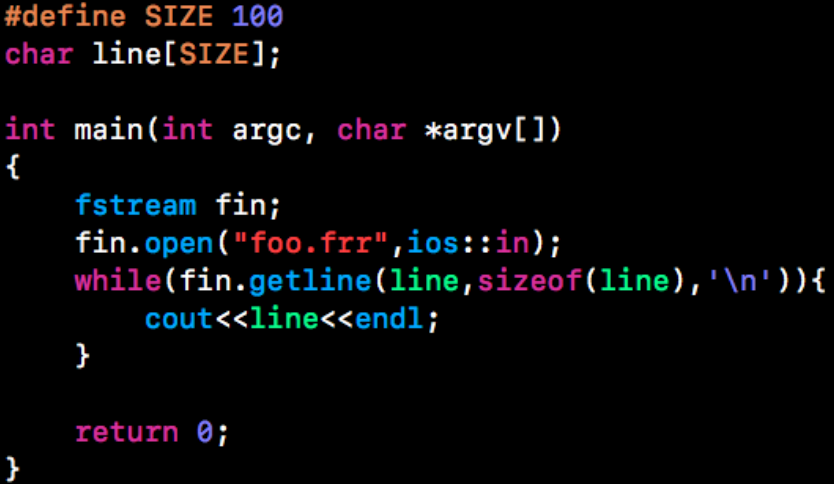 #define SIZE 100
char line[SIZE];
int main(int argc, char *argv[])
{
fstream fin;
fin.open("foo.frr",ios::in);
while(fin.getline(line,sizeof(line),'\n')){
cout<<line<<endl;
}
return 0;
}